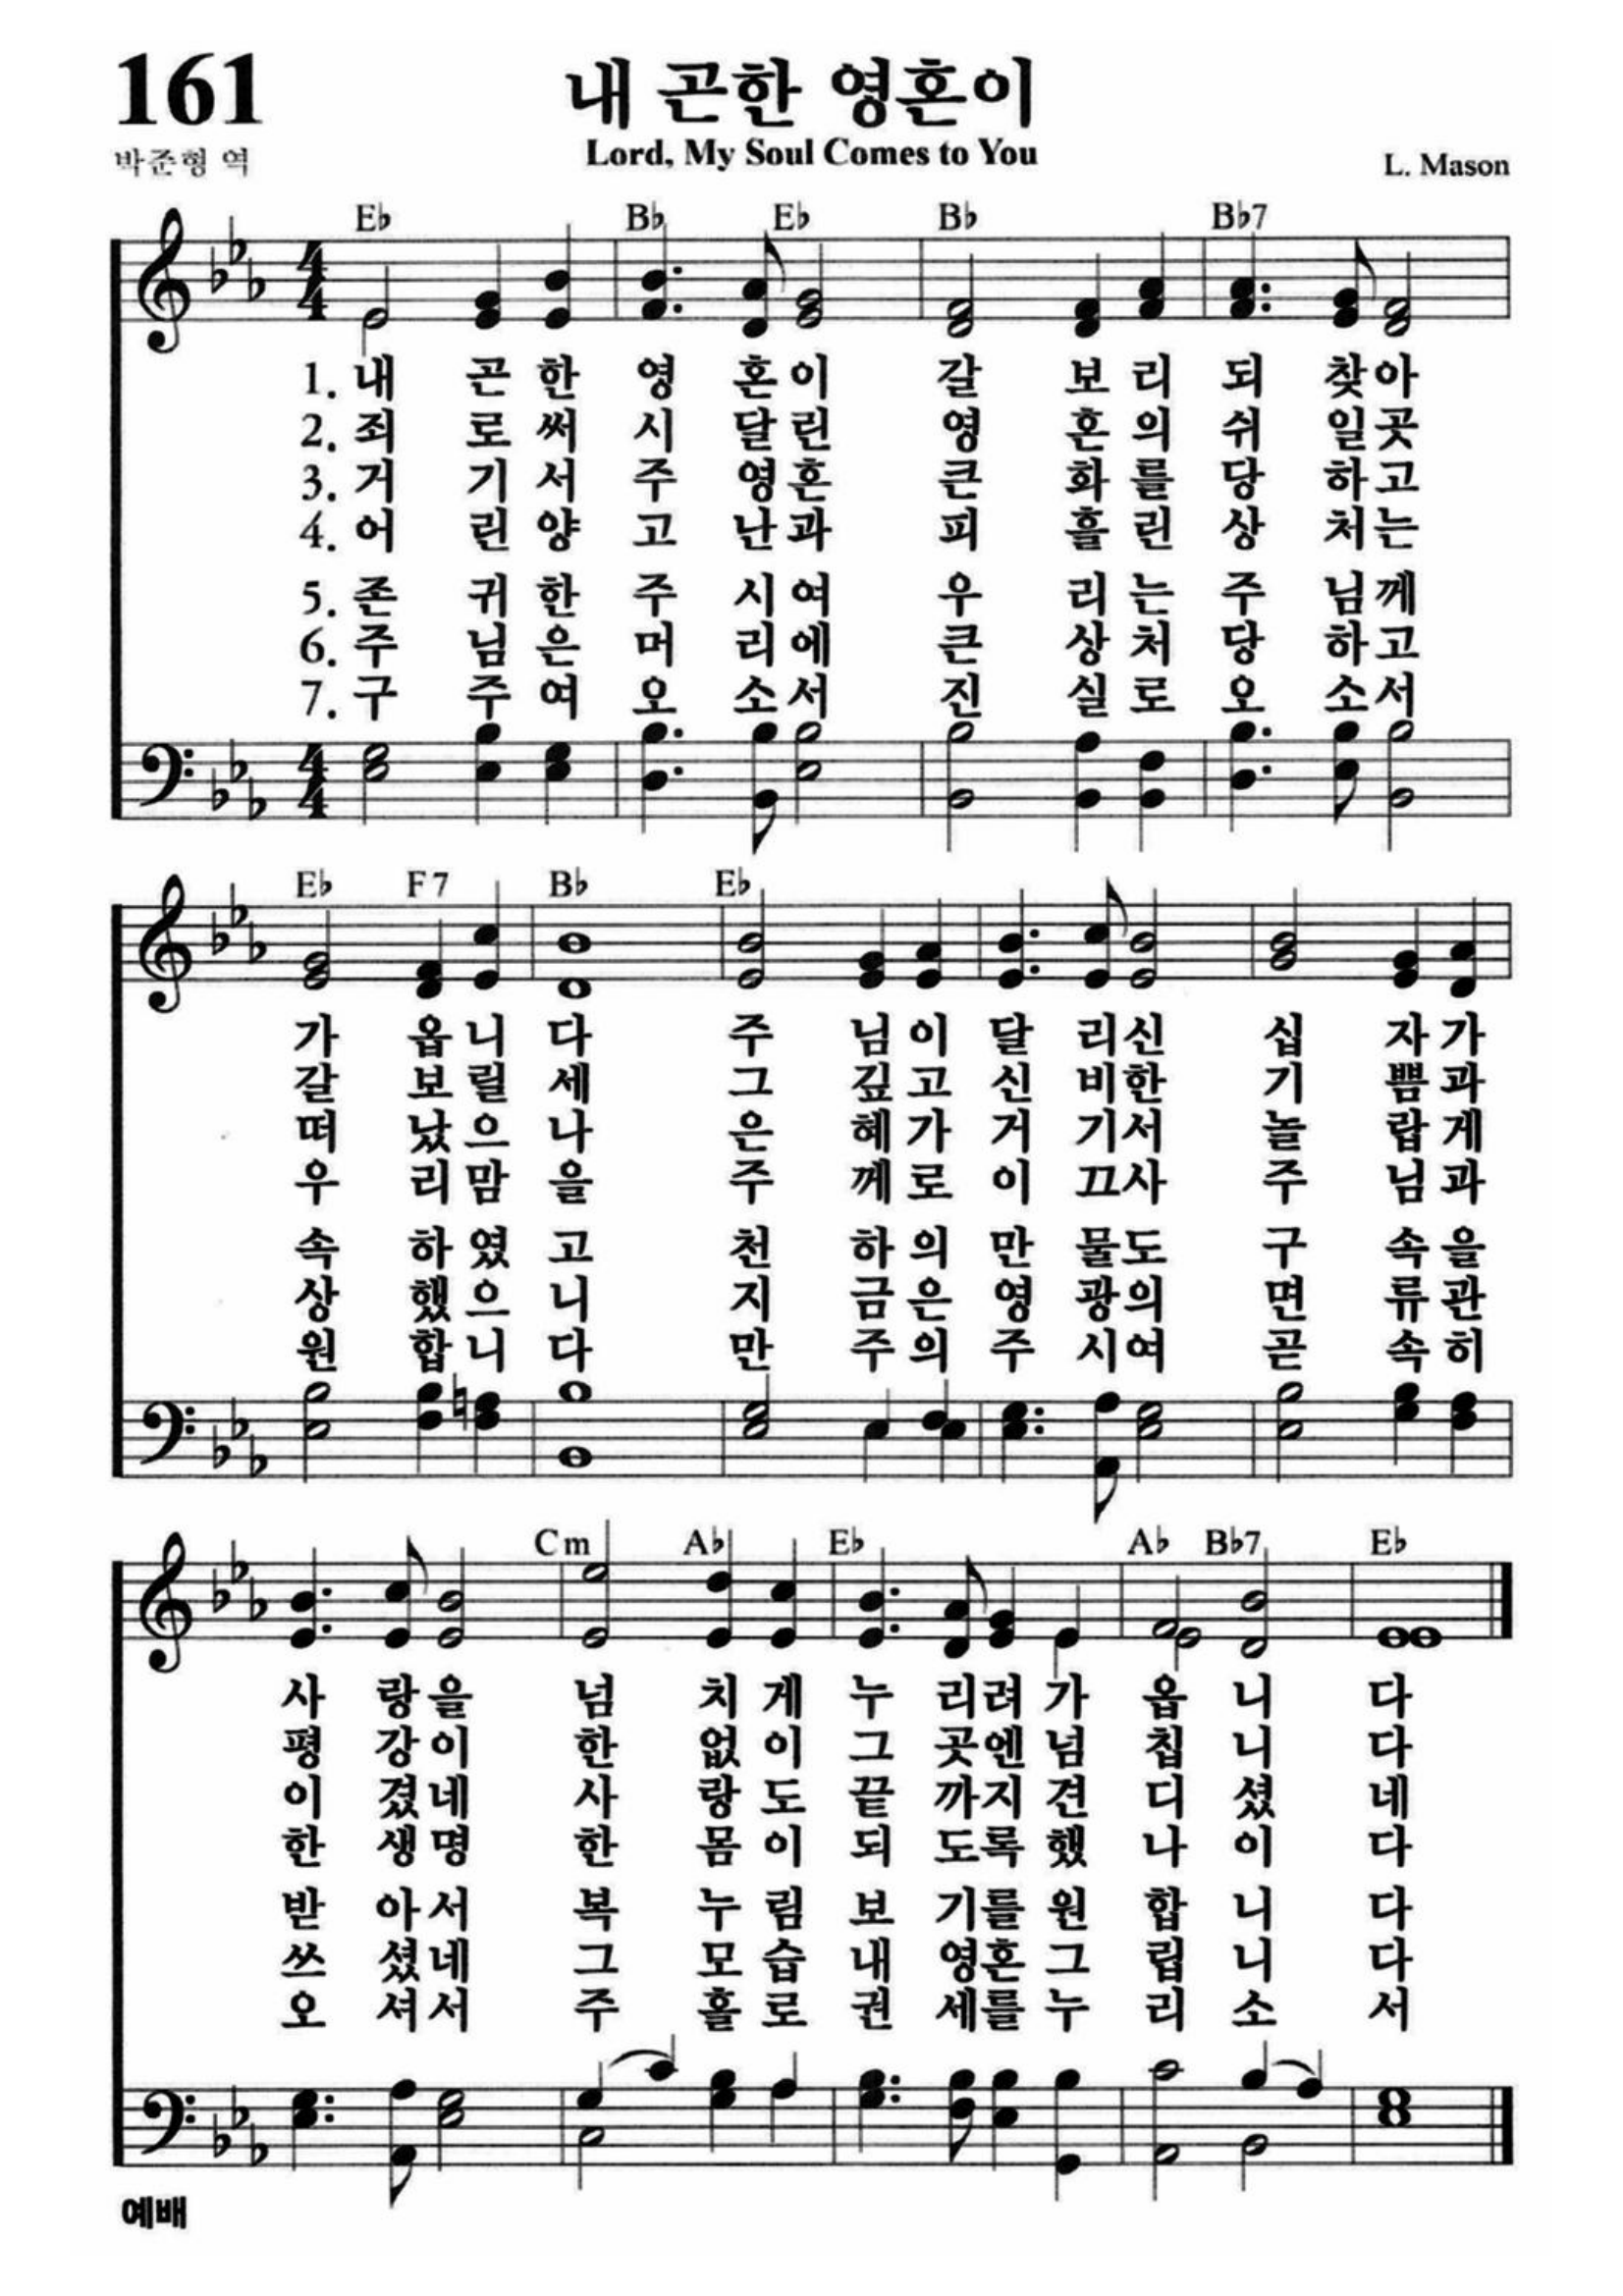 161
내 곤한 영혼이
Lord, My Soul Comes to You
박준형 역
L. Mason
E♭ B♭ E♭ B♭ B♭7
4/4
1. 내 곤 한 영 혼 이 갈 보 리 되 찾 아
2. 죄 로 써 시 달 린 영 혼 의 쉬 일 곳
3. 거 기 서 주 영 혼 큰 화 를 당 하 고
4. 어 린 양 고 난 과 피 흘 린 상 처 는
5. 존 귀 한 주 시 여 우 리 는 주 님 께
6. 주 님 은 머 리 에 큰 상 처 당 하 고
7. 구 주 여 오 소 서 진 실 로 오 소 서
4/4
E♭ F7 B♭ E♭
가 옵 니 다 주 님 이 달 리 신 십 자 가
갈 보 릴 세 그 깊 고 신 비 한 기 쁨 과
떠 났 으 나 은 혜 가 거 기 서 놀 랍 게
우 리 맘 을 주 께 로 이 끄 사 주 님 과
속 하 였 고 천 하 의 만 물 도 구 속 을
상 했 으 니 지 금 은 영 광 의 면 류 관
원 합 니 다 만 주 의 주 시 여 곧 속 히
Cm A♭ E♭ A♭ B♭7 E♭
사 랑 을 넘 치 게 누 리 려 가 옵 니 다
평 강 이 한 없 이 그 곳 엔 넘 칩 니 다
이 겼 네 사 랑 도 끝 까 지 견 디 셨 네
한 생 명 한 몸 이 되 도 록 했 나 이 다
받 아 서 복 누 림 보 기 를 원 합 니 다
쓰 셨 네 그 모 습 내 영 혼 그 립 니 다
오 셔 서 주 홀 로 권 세 를 누 리 소 서
예배